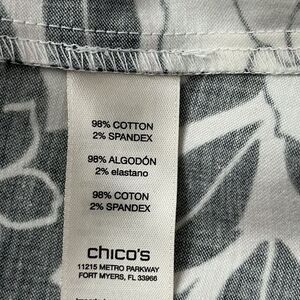 98% COTTON
2% SPANDEX
98% ALGODÓN
2% elastano
98% COTON
2% SPANDEX
chico's
11215 METRO PARKWAY
FORT MYERS, FL 33966